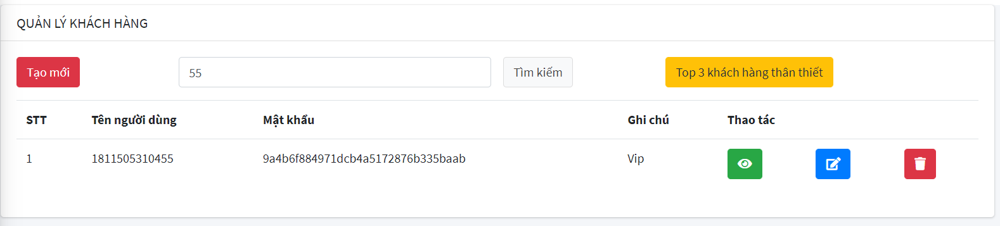 QUẢN LÝ KHÁCH HÀNG
Tạo mới 55 Tìm kiếm Top 3 khách hàng thân thiết
STT Tên người dùng Mật khẩu Ghi chú Thao tác
1 1811505310455 9a4b6f884971dcb4a5172876b335baab Vip